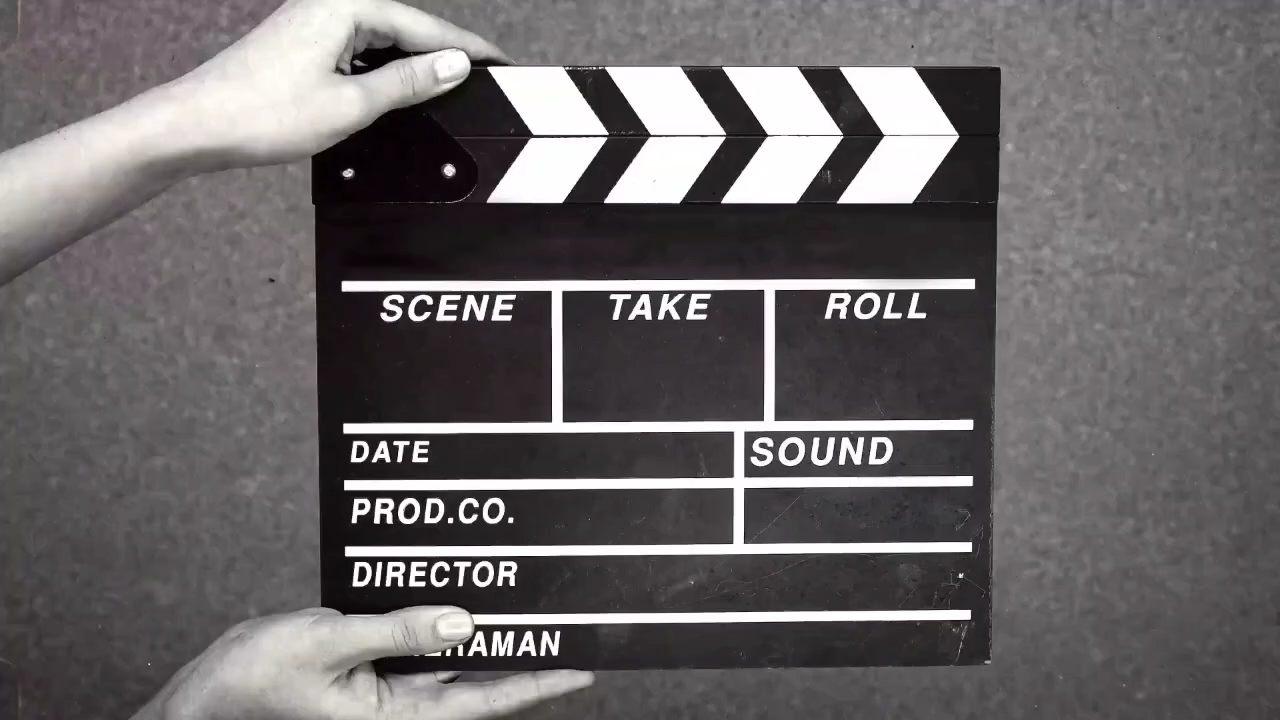 SCENE TAKE ROLL
DATE SOUND
PROD.CO.
DIRECTOR